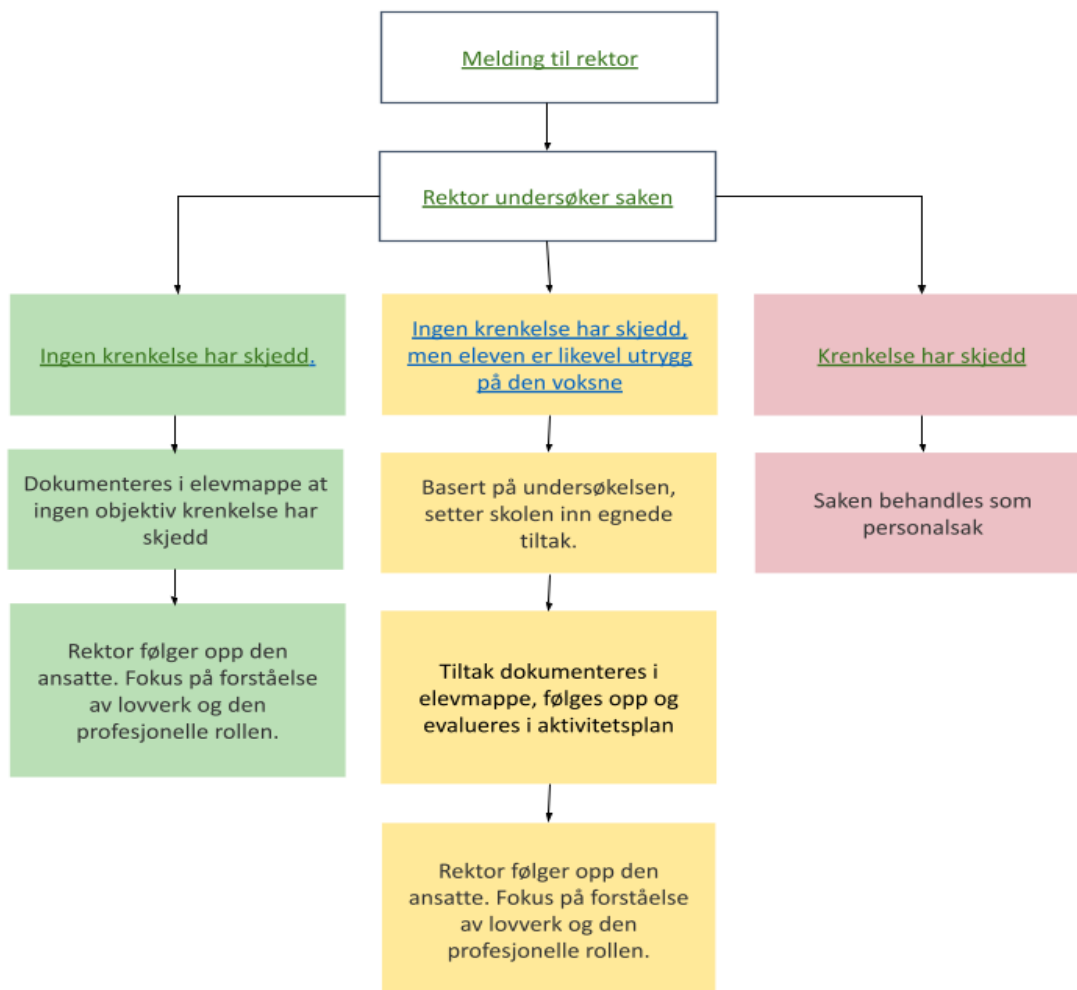 Melding til rektor
Rektor undersøker saken
Ingen krenkelse har skjedd.
Dokumenteres i elevmappe at
ingen objektiv krenkelse har
skjedd
Rektor følger opp den
ansatte. Fokus på forståelse
av lovverk og den
profesjonelle rollen.
Ingen krenkelse har skjedd,
men eleven er likevel utrygg
på den voksne
Basert på undersøkelsen,
setter skolen inn egnede
tiltak.
Tiltak dokumenteres i
elevmappe, følges opp og
evalueres i aktivitetsplan
Rektor følger opp den
ansatte. Fokus på forståelse
av lovverk og den
profesjonelle rollen.
Krenkelse har skjedd
Saken behandles som
personalsak